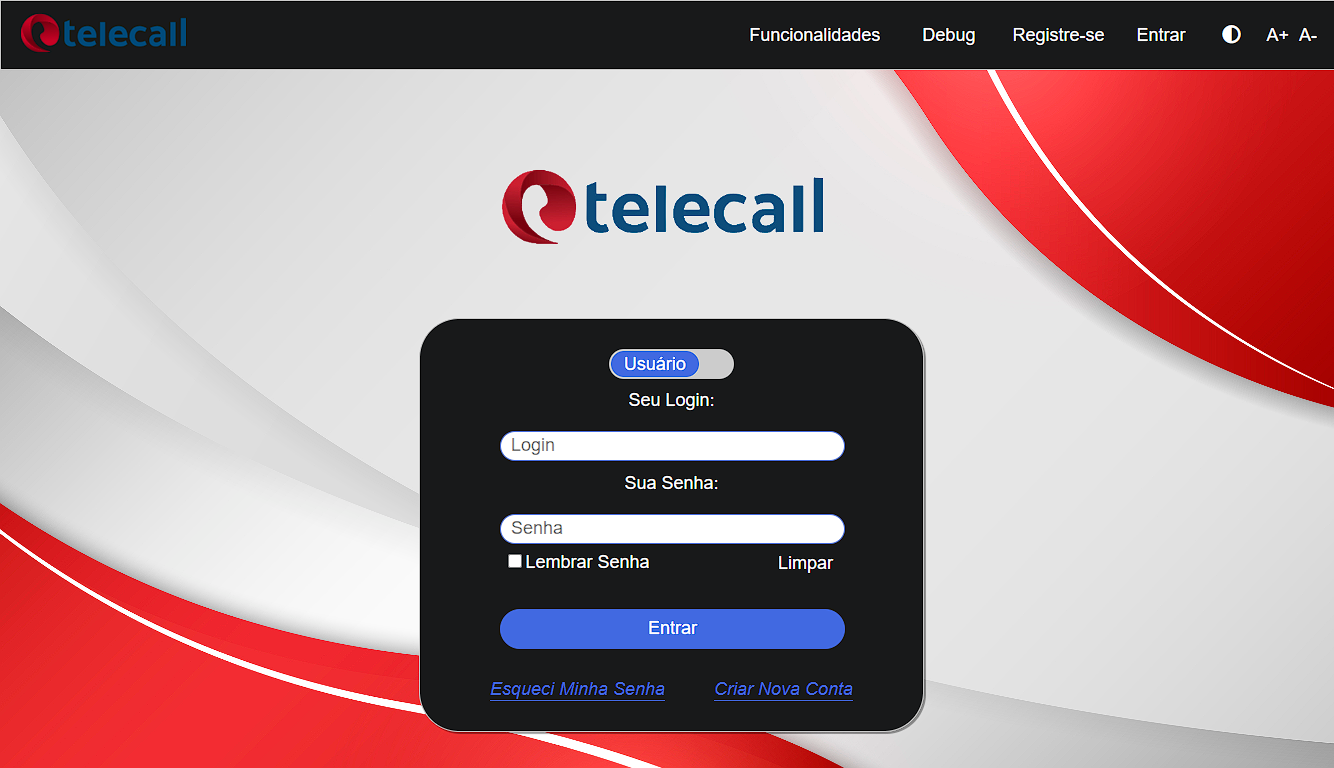 telecall Funcionalidades Debug Registre-se Entrar A+ A-
telecall
Usuário
Seu Login:
Login
Sua Senha:
Senha
Lembrar Senha Limpar
Entrar
Esqueci Minha Senha Criar Nova Conta